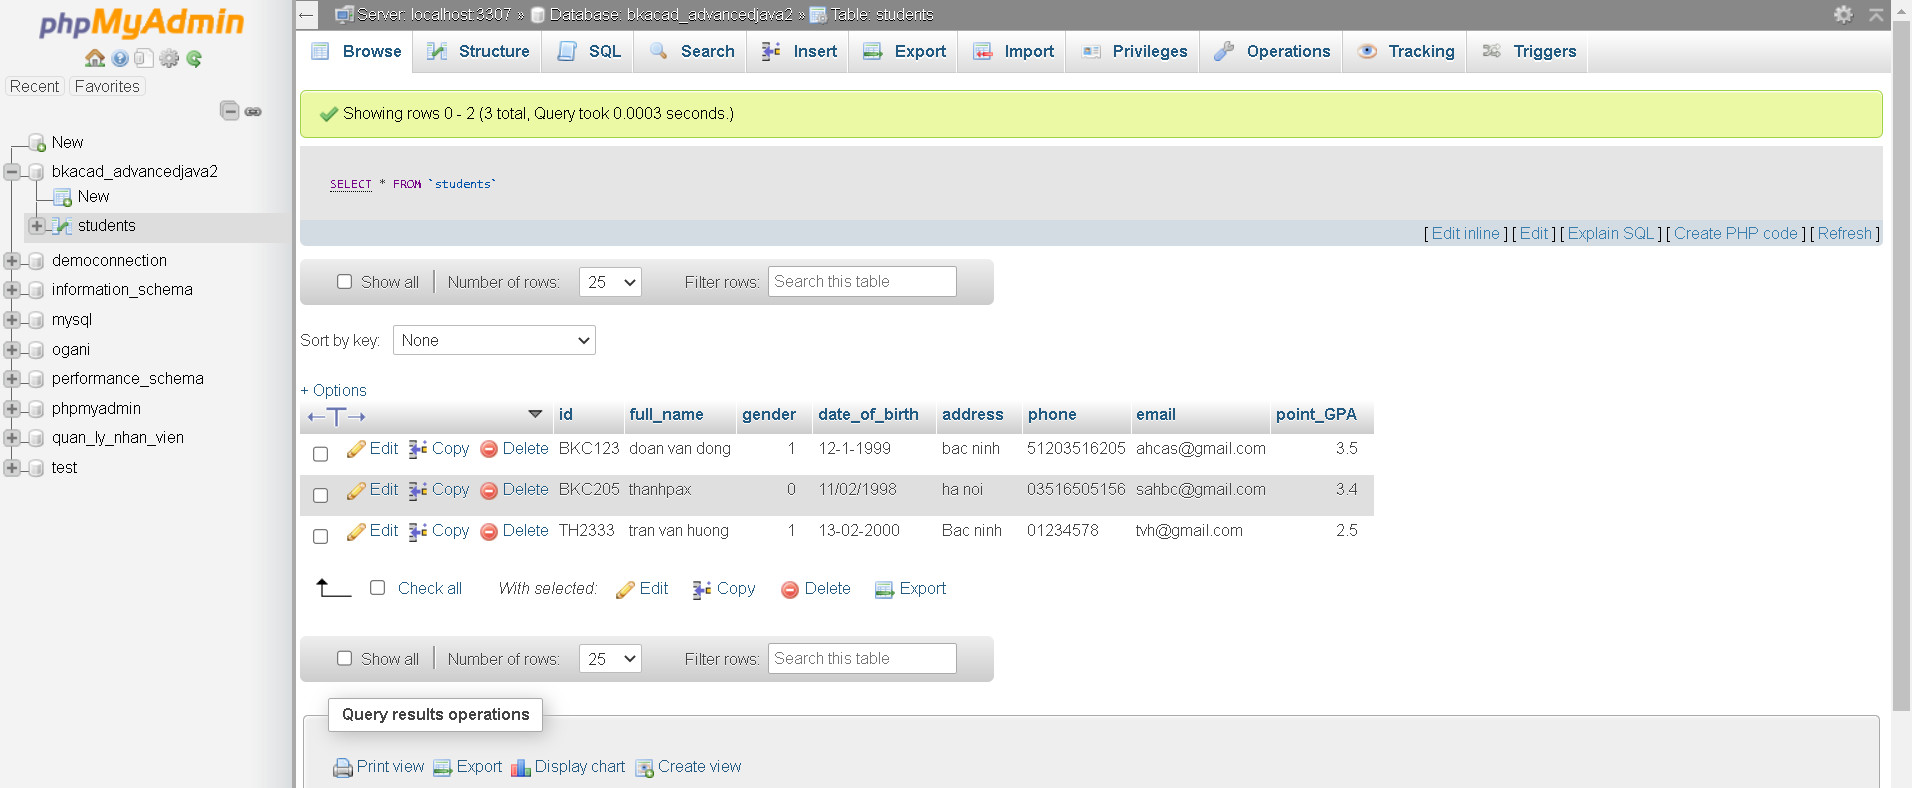 phpMyAdmin
Recent Favorites
New
bkacad_advancedjava2
New
students
democonnection
information_schema
mysql
ogani
performance_schema
phpmyadmin
quan_ly_nhan_vien
test
← Server: localhost:3307 » Database: bkacad_advancedjava2 » Table: students
Browse Structure SQL Search Insert Export Import Privileges Operations Tracking Triggers
Showing rows 0 - 2 (3 total, Query took 0.0003 seconds.)
SELECT * FROM `students`
[ Edit inline ] [ Edit ] [ Explain SQL ] [ Create PHP code ] [ Refresh ]
Show all | Number of rows: 25 Filter rows: Search this table
Sort by key: None
+ Options
←T→ id full_name gender date_of_birth address phone email point_GPA
Edit Copy Delete BKC123 doan van dong 1 12-1-1999 bac ninh 51203516205 ahcas@gmail.com 3.5
Edit Copy Delete BKC205 thanhpax 0 11/02/1998 ha noi 03516505156 sahbc@gmail.com 3.4
Edit Copy Delete TH2333 tran van huong 1 13-02-2000 Bac ninh 01234578 tvh@gmail.com 2.5
Check all With selected: Edit Copy Delete Export
Show all | Number of rows: 25 Filter rows: Search this table
Query results operations
Print view Export Display chart Create view